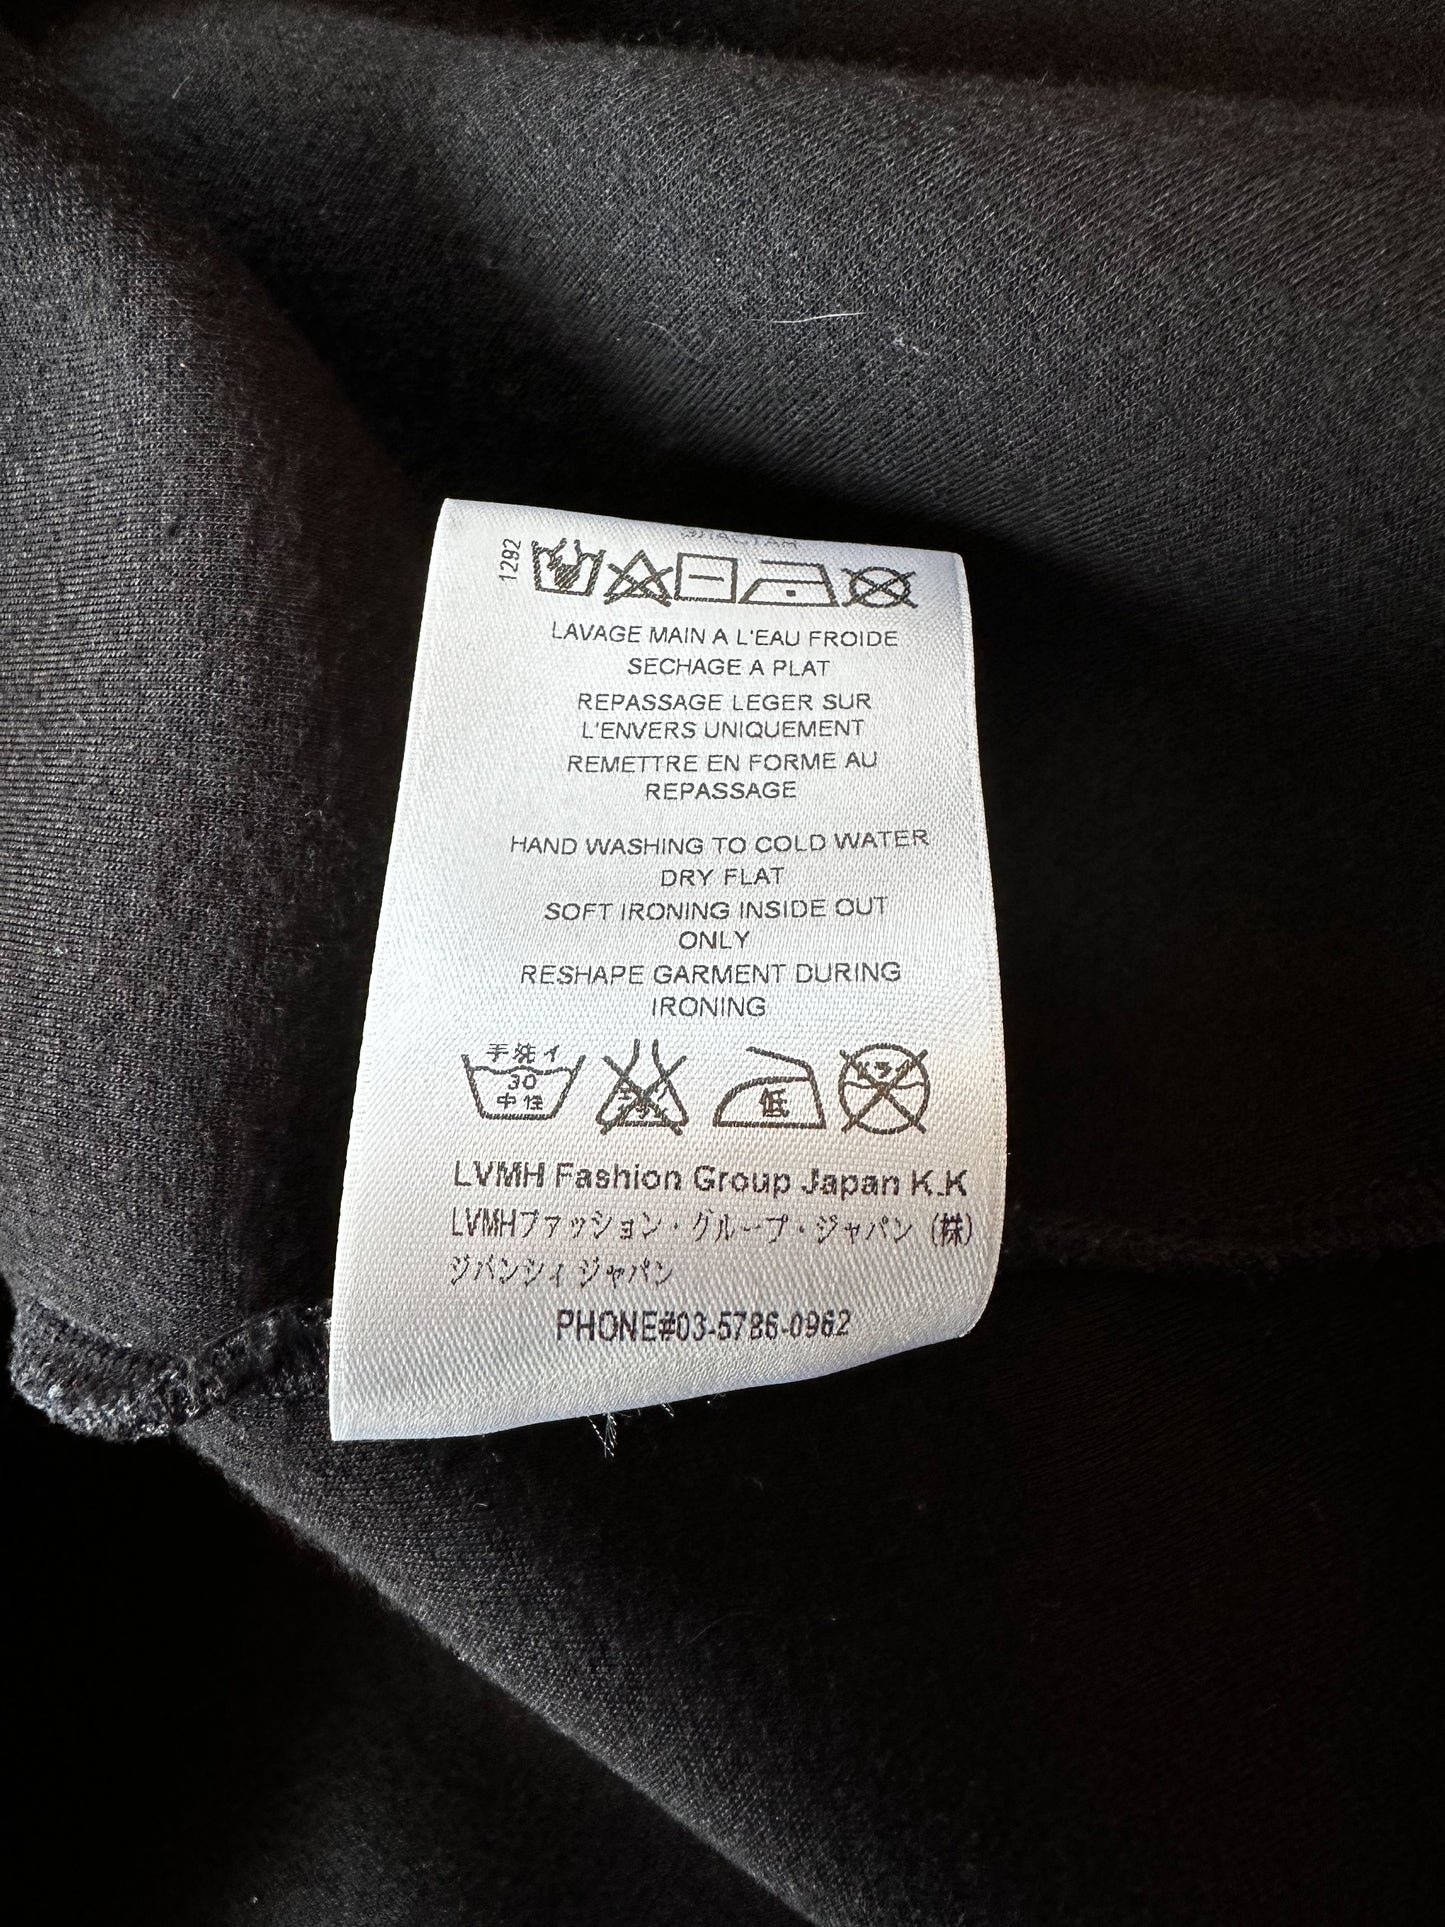 1292
LAVAGE MAIN A L'EAU FROIDE
SECHAGE A PLAT
REPASSAGE LEGER SUR
L'ENVERS UNIQUEMENT
REMETTRE EN FORME AU
REPASSAGE
HAND WASHING TO COLD WATER
DRY FLAT
SOFT IRONING INSIDE OUT
ONLY
RESHAPE GARMENT DURING
IRONING
手洗イ
30
中性
低
LVMH Fashion Group Japan K.K
LVMHファッション・グループ・ジャパン (株)
ジバンシィ ジャパン
PHONE#03-5786-0962